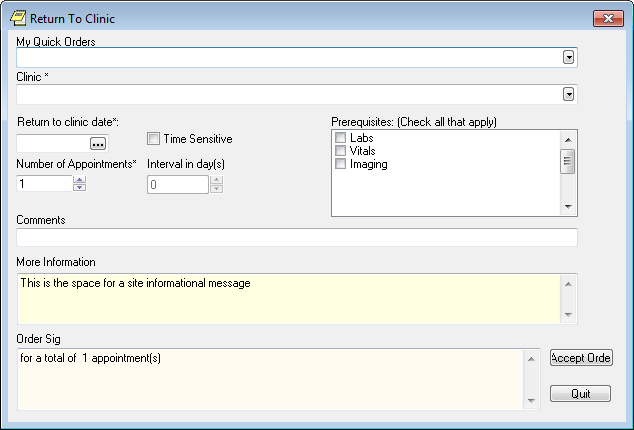 Return To Clinic
My Quick Orders
Clinic *
Return to clinic date*:
Time Sensitive
Prerequisites: (Check all that apply)
Labs
Vitals
Imaging
Number of Appointments*
Interval in day(s)
1
0
Comments
More Information
This is the space for a site informational message
Order Sig
for a total of  1 appointment(s)
Accept Orde
Quit